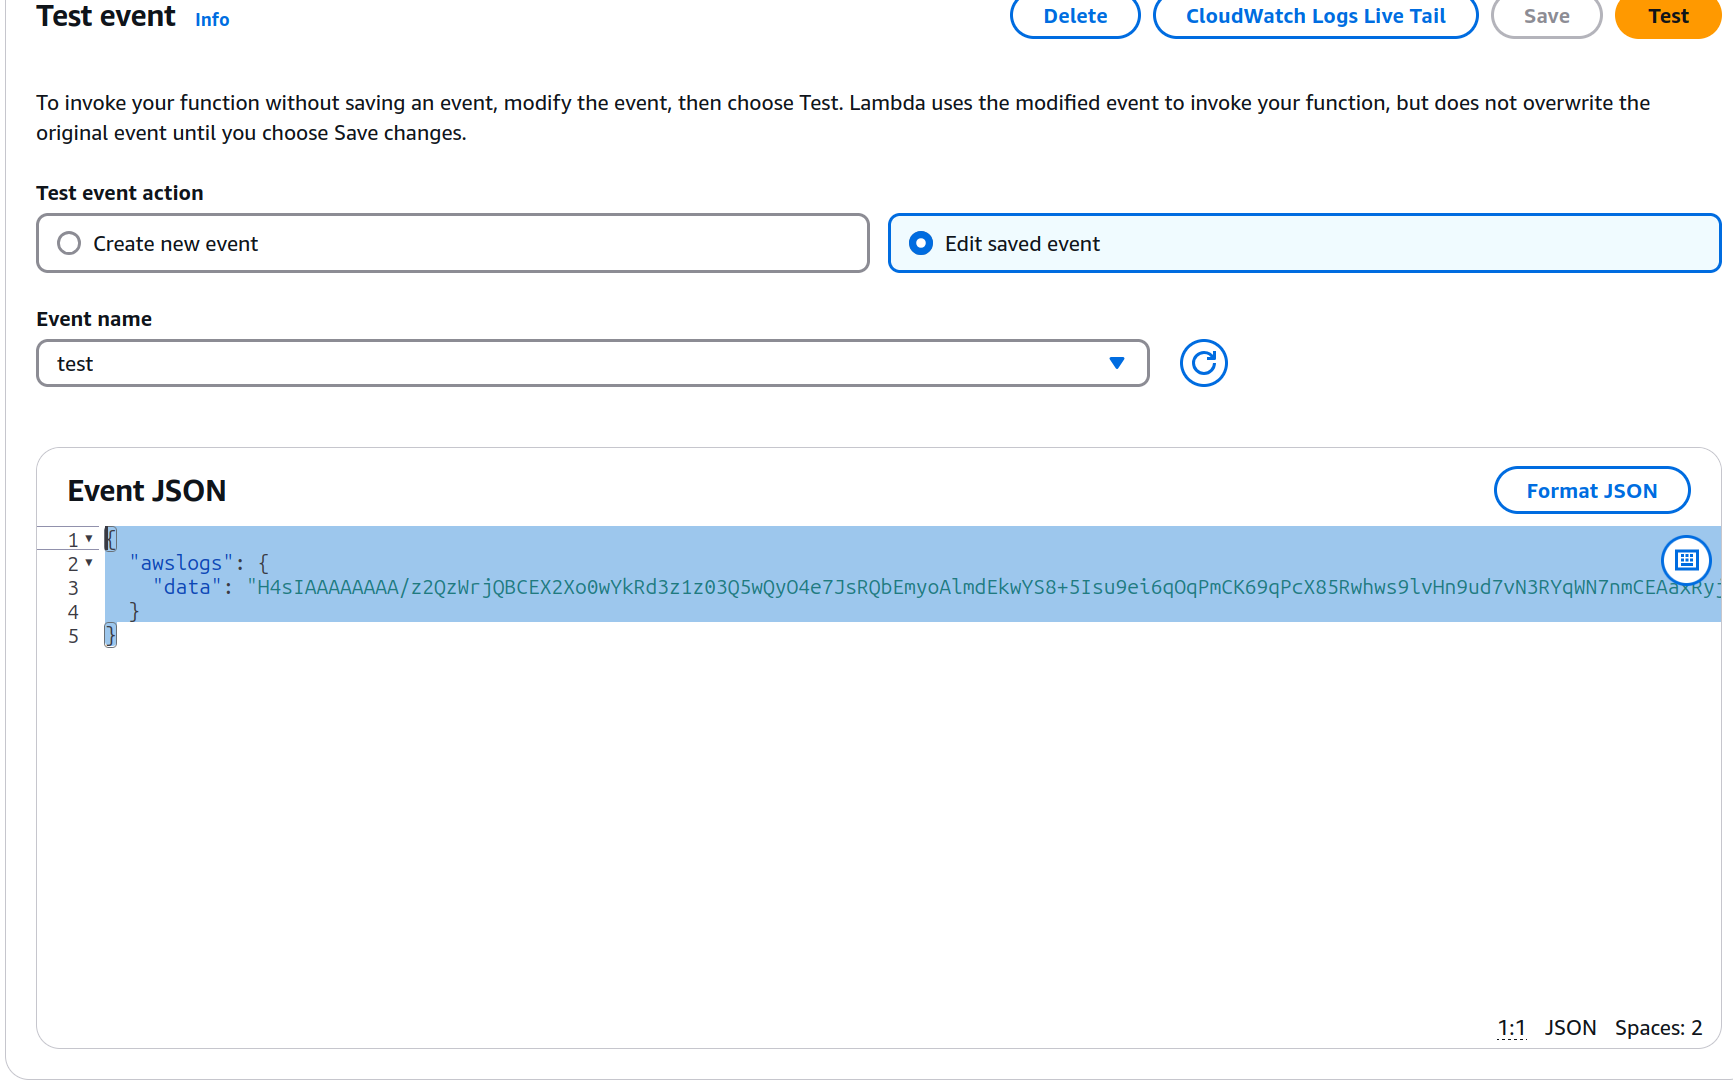 Test event Info Delete CloudWatch Logs Live Tail Save Test
To invoke your function without saving an event, modify the event, then choose Test. Lambda uses the modified event to invoke your function, but does not overwrite the
original event until you choose Save changes.
Test event action
Create new event Edit saved event
Event name
test
Event JSON Format JSON
1 {
2 "awslogs": {
3 "data": "H4sIAAAAAAAA/z2QzWrjQBCEX2Xo0wYkRd3z1z03Q5wQyO4e7JsRQbEmyoAlmdEkwYS8+5Isu9ei6qOqPmCK69qPcX85Rwhws9lvHn9ud7vN3RYqWN7nmCEAaxRyj
4 }
5 }
1:1 JSON Spaces: 2